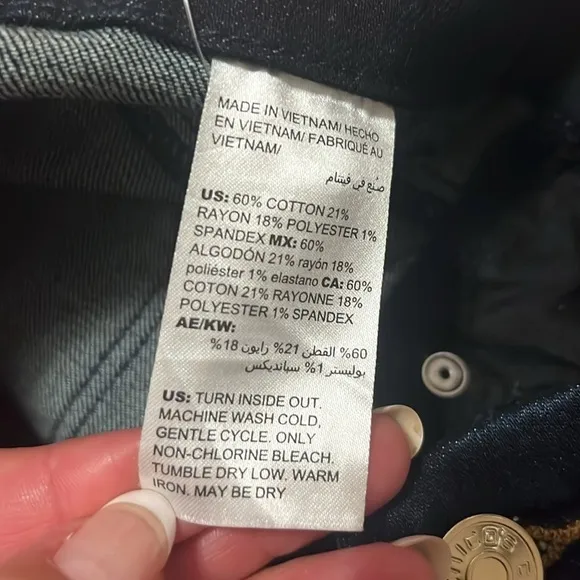 MADE IN VIETNAM/ HECHO
EN VIETNAM/ FABRIQUÉ AU
VIETNAM/
صُنع في فيتنام
US: 60% COTTON 21%
RAYON 18% POLYESTER 1%
SPANDEX MX: 60%
ALGODÓN 21% rayón 18%
poliéster 1% elastano CA: 60%
COTON 21% RAYONNE 18%
POLYESTER 1% SPANDEX
AE/KW:
60% القطن 21% رايون 18%
بوليستر 1% سبانديكس
US: TURN INSIDE OUT.
MACHINE WASH COLD,
GENTLE CYCLE. ONLY
NON-CHLORINE BLEACH.
TUMBLE DRY LOW. WARM
IRON. MAY BE DRY